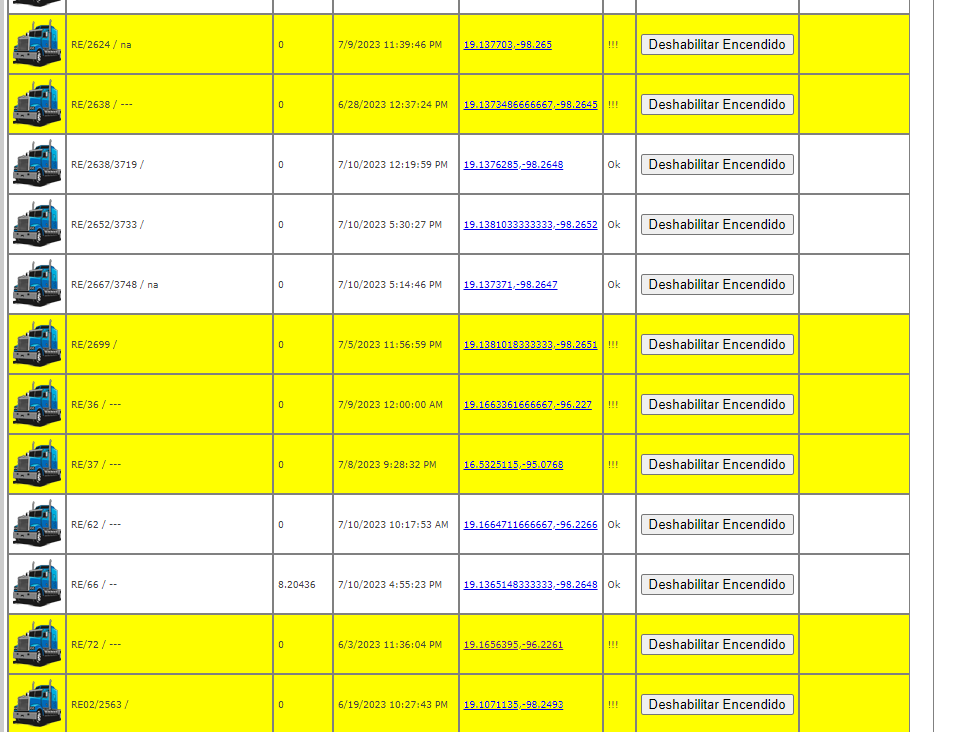 RE/2624 / na 0 7/9/2023 11:39:46 PM 19.137703,-98.265 !!! Deshabilitar Encendido
RE/2638 / --- 0 6/28/2023 12:37:24 PM 19.1373486666667,-98.2645 !!! Deshabilitar Encendido
RE/2638/3719 / 0 7/10/2023 12:19:59 PM 19.1376285,-98.2648 Ok Deshabilitar Encendido
RE/2652/3733 / 0 7/10/2023 5:30:27 PM 19.1381033333333,-98.2652 Ok Deshabilitar Encendido
RE/2667/3748 / na 0 7/10/2023 5:14:46 PM 19.137371,-98.2647 Ok Deshabilitar Encendido
RE/2699 / 0 7/5/2023 11:56:59 PM 19.1381018333333,-98.2651 !!! Deshabilitar Encendido
RE/36 / --- 0 7/9/2023 12:00:00 AM 19.1663361666667,-96.227 !!! Deshabilitar Encendido
RE/37 / --- 0 7/8/2023 9:28:32 PM 16.5325115,-95.0768 !!! Deshabilitar Encendido
RE/62 / --- 0 7/10/2023 10:17:53 AM 19.1664711666667,-96.2266 Ok Deshabilitar Encendido
RE/66 / -- 8.20436 7/10/2023 4:55:23 PM 19.1365148333333,-98.2648 Ok Deshabilitar Encendido
RE/72 / --- 0 6/3/2023 11:36:04 PM 19.1656395,-96.2261 !!! Deshabilitar Encendido
RE02/2563 / 0 6/19/2023 10:27:43 PM 19.1071135,-98.2493 !!! Deshabilitar Encendido